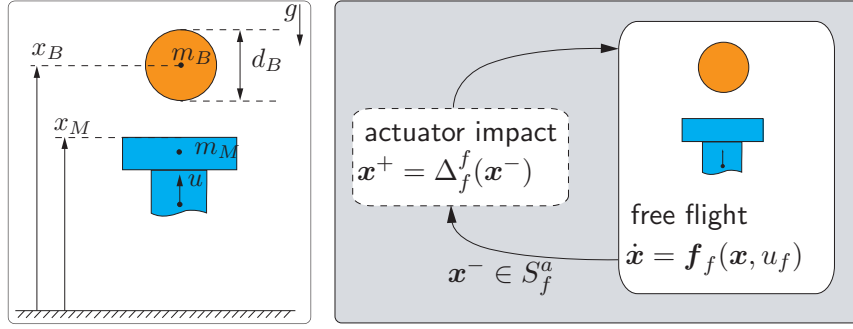 g
x_B
m_B
d_B
x_M
m_M
u
actuator impact
x⁺ = Δ_f^f(x⁻)
free flight
ẋ = f_f(x, u_f)
x⁻ ∈ S_f^a